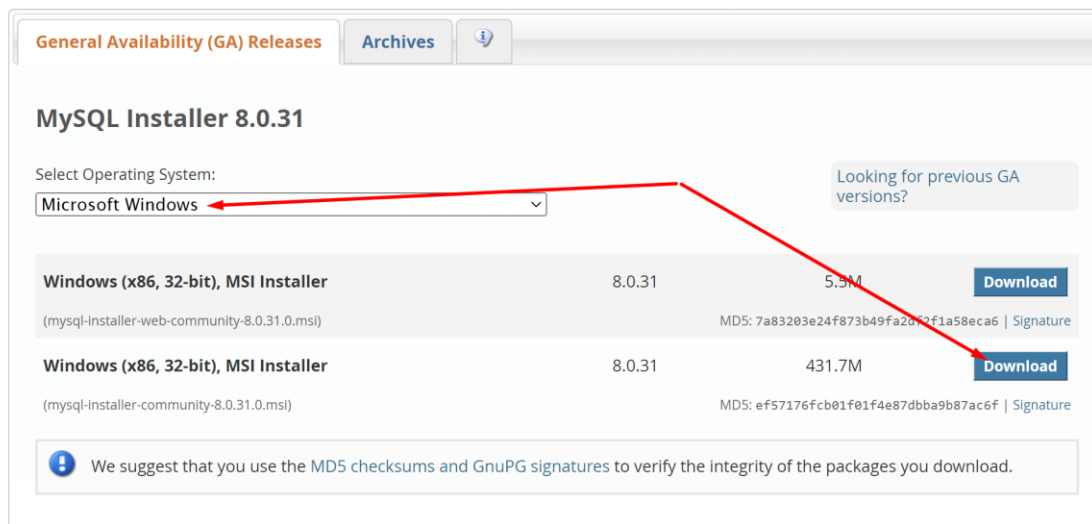 General Availability (GA) Releases
Archives
MySQL Installer 8.0.31
Select Operating System:
Looking for previous GA
versions?
Microsoft Windows
Windows (x86, 32-bit), MSI Installer 8.0.31 5.5M Download
(mysql-installer-web-community-8.0.31.0.msi) MD5: 7a83203e24f873b49fa2df2f1a58eca6 | Signature
Windows (x86, 32-bit), MSI Installer 8.0.31 431.7M Download
(mysql-installer-community-8.0.31.0.msi) MD5: ef57176fcb01f01f4e87dbba9b87ac6f | Signature
We suggest that you use the MD5 checksums and GnuPG signatures to verify the integrity of the packages you download.